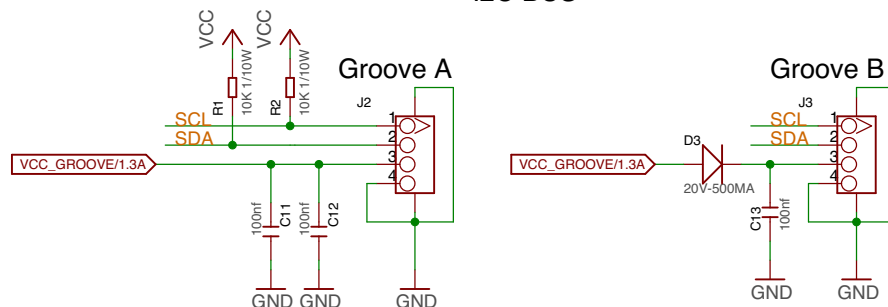 VCC
VCC
R1
10K 1/10W
R2
10K 1/10W
Groove A
J2
SCL
SDA
VCC_GROOVE/1.3A
1
2
3
4
100nf
C11
100nf
C12
GND
GND
GND
Groove B
J3
SCL
SDA
VCC_GROOVE/1.3A
D3
20V-500MA
1
2
3
4
C13
100nf
GND
GND